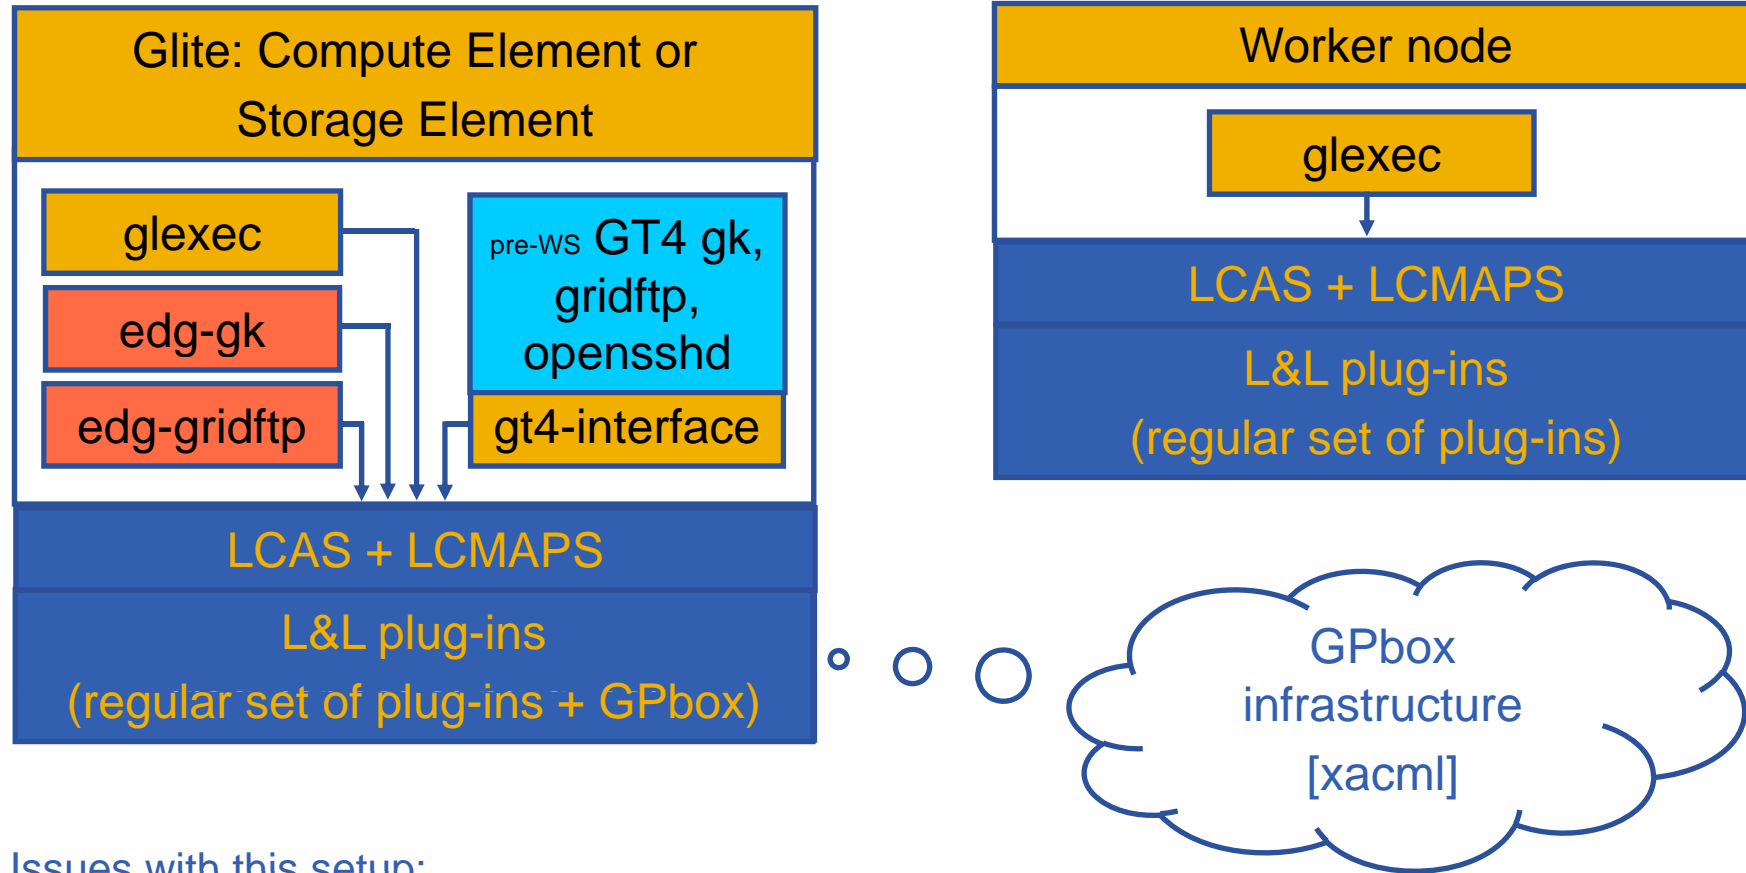 Glite: Compute Element or
Storage Element
glexec
edg-gk
edg-gridftp
pre-WS GT4 gk,
gridftp,
opensshd
gt4-interface
LCAS + LCMAPS
L&L plug-ins
(regular set of plug-ins + GPbox)
Worker node
glexec
LCAS + LCMAPS
L&L plug-ins
(regular set of plug-ins)
GPbox
infrastructure
[xacml]
Issues with this setup: